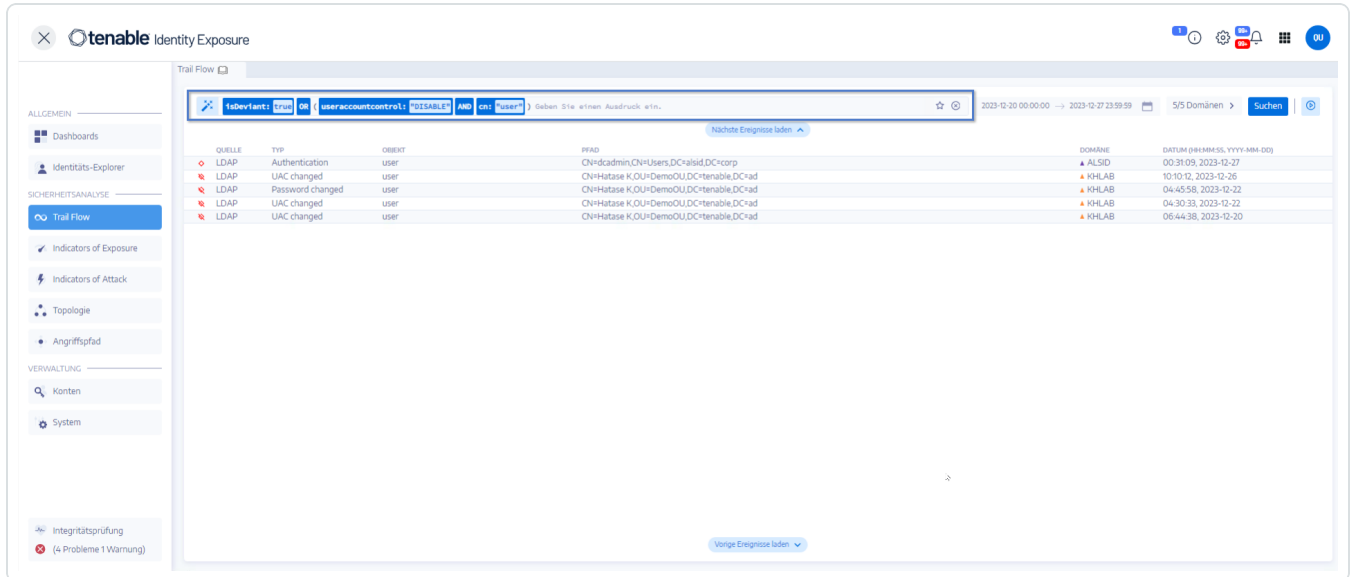 tenable Identity Exposure
1
99+
99+
QU
Trail Flow
isDeviant: true OR ( useraccountcontrol: "DISABLE" AND cn: "user" ) Geben Sie einen Ausdruck ein.
2023-12-20 00:00:00 → 2023-12-27 23:59:59
5/5 Domänen >
Suchen
Nächste Ereignisse laden
ALLGEMEIN
Dashboards
Identitäts-Explorer
SICHERHEITSANALYSE
Trail Flow
Indicators of Exposure
Indicators of Attack
Topologie
Angriffspfad
VERWALTUNG
Konten
System
Integritätsprüfung
(4 Probleme 1 Warnung)
QUELLE TYP OBJEKT PFAD DOMÄNE DATUM (HH:MM:SS, YYYY-MM-DD)
LDAP Authentication user CN=dcadmin,CN=Users,DC=alsid,DC=corp ALSID 00:31:09, 2023-12-27
LDAP UAC changed user CN=Hatase K,OU=DemoOU,DC=tenable,DC=ad KHLAB 10:10:12, 2023-12-26
LDAP Password changed user CN=Hatase K,OU=DemoOU,DC=tenable,DC=ad KHLAB 04:45:58, 2023-12-22
LDAP UAC changed user CN=Hatase K,OU=DemoOU,DC=tenable,DC=ad KHLAB 04:30:33, 2023-12-22
LDAP UAC changed user CN=Hatase K,OU=DemoOU,DC=tenable,DC=ad KHLAB 06:44:38, 2023-12-20
Vorige Ereignisse laden